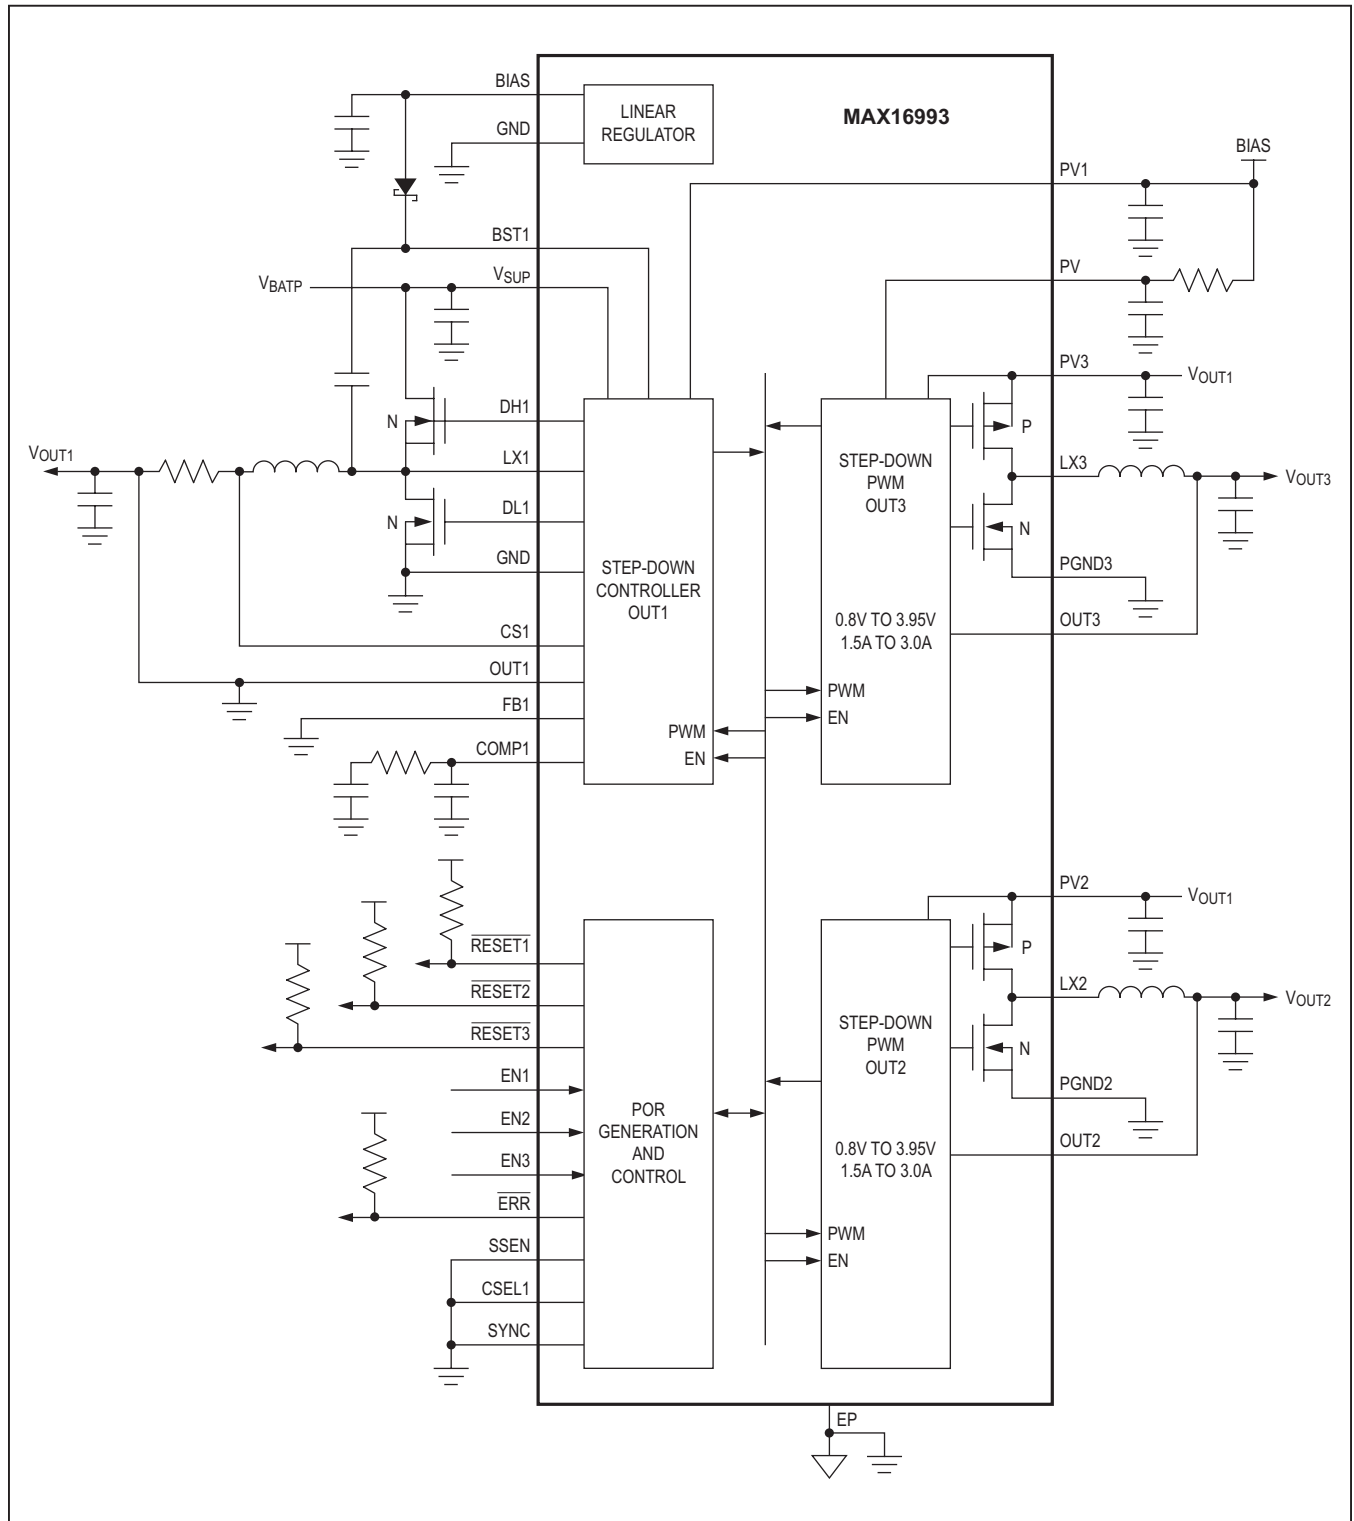 MAX16993
BIAS
LINEAR
REGULATOR
GND
BIAS
PV1
BST1
VBATP
VSUP
PV
PV3
VOUT1
DH1
N
P
VOUT1
LX1
STEP-DOWN
PWM
OUT3
LX3
VOUT3
DL1
N
N
GND
STEP-DOWN
CONTROLLER
OUT1
PGND3
CS1
0.8V TO 3.95V
1.5A TO 3.0A
OUT3
OUT1
FB1
PWM
EN
PWM
EN
COMP1
PV2
VOUT1
RESET1
P
RESET2
LX2
VOUT2
RESET3
STEP-DOWN
PWM
OUT2
N
EN1
PGND2
EN2
POR
GENERATION
AND
CONTROL
EN3
0.8V TO 3.95V
1.5A TO 3.0A
OUT2
ERR
PWM
EN
SSEN
CSEL1
SYNC
EP